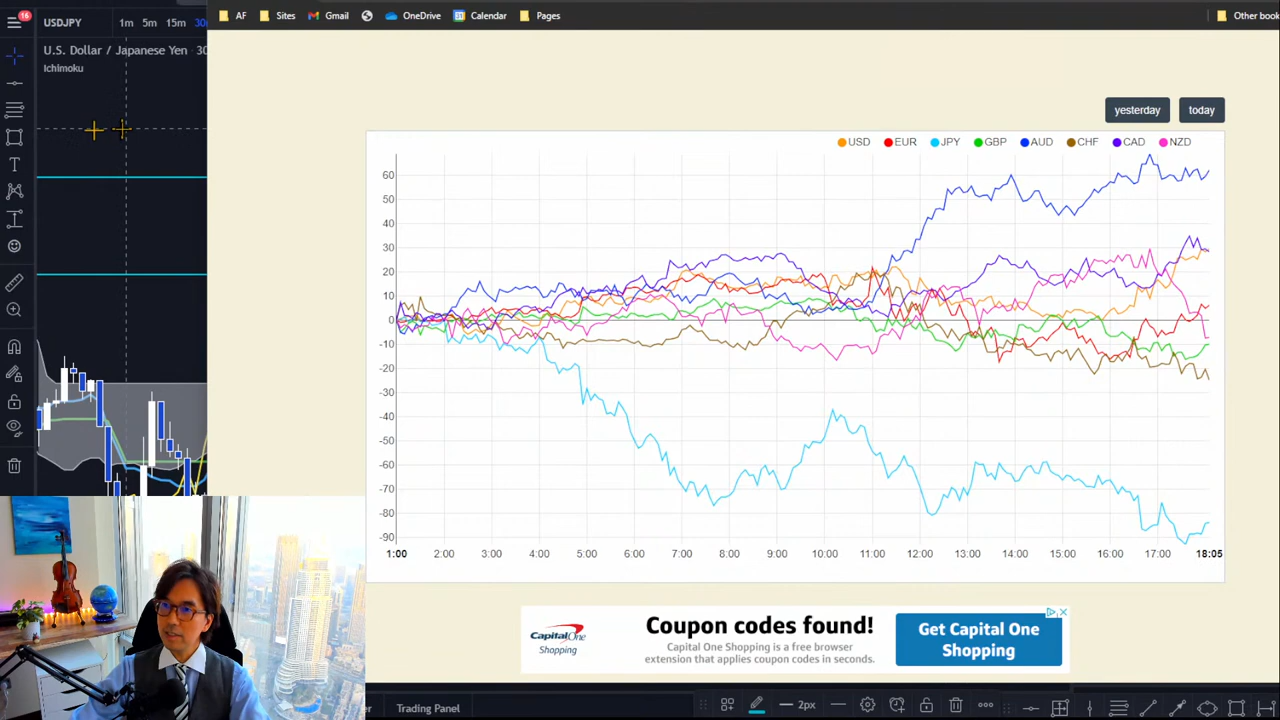 16
USDJPY 1m 5m 15m 30
U.S. Dollar / Japanese Yen · 30
Ichimoku
AF Sites Gmail OneDrive Calendar Pages Other book
yesterday today
USD EUR JPY GBP AUD CHF CAD NZD
60
50
40
30
20
10
0
-10
-20
-30
-40
-50
-60
-70
-80
-90
1:00 2:00 3:00 4:00 5:00 6:00 7:00 8:00 9:00 10:00 11:00 12:00 13:00 14:00 15:00 16:00 17:00 18:05
Capital One
Shopping
Coupon codes found!
Capital One Shopping is a free browser
extension that applies coupon codes in seconds.
Get Capital One
Shopping
Trading Panel
2px